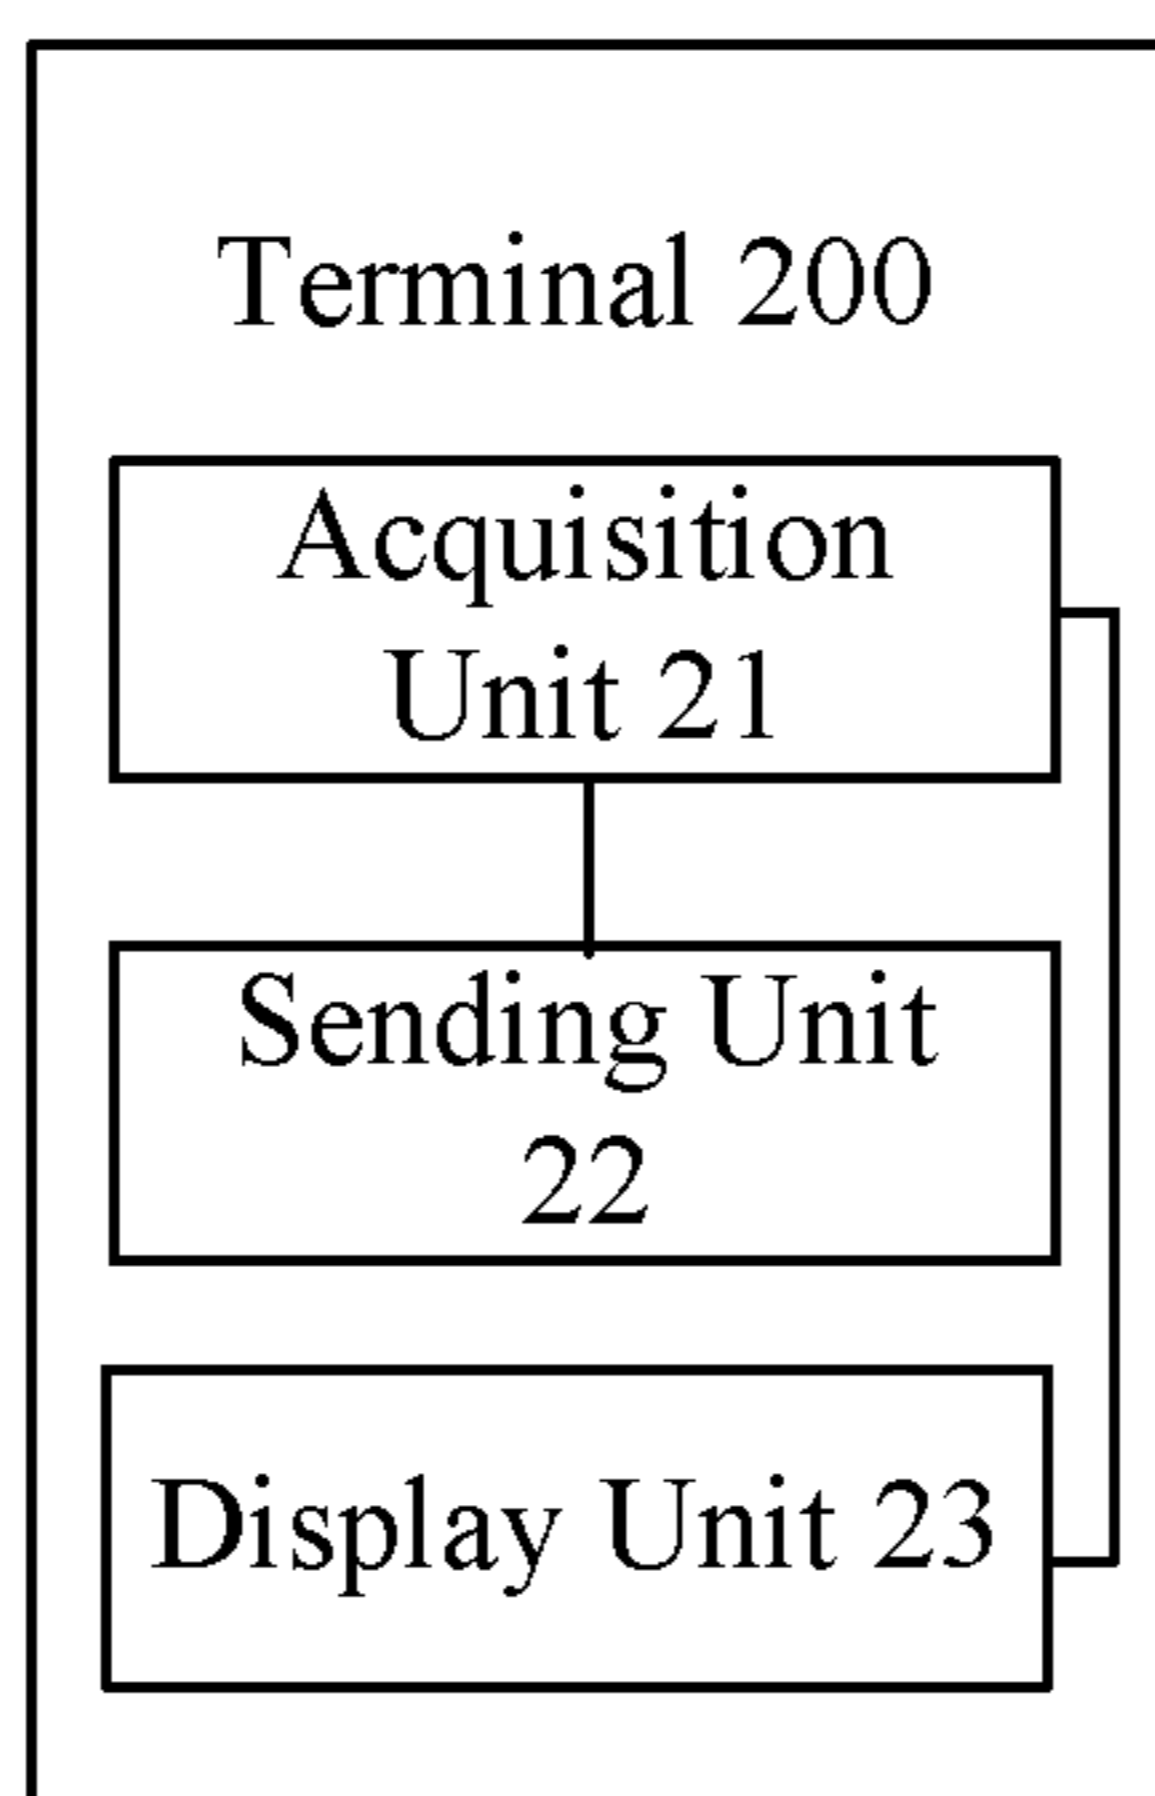 Terminal 200
Acquisition
Unit 21
Sending Unit
22
Display Unit 23